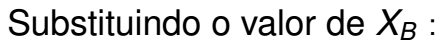 Substituindo o valor de X_B :